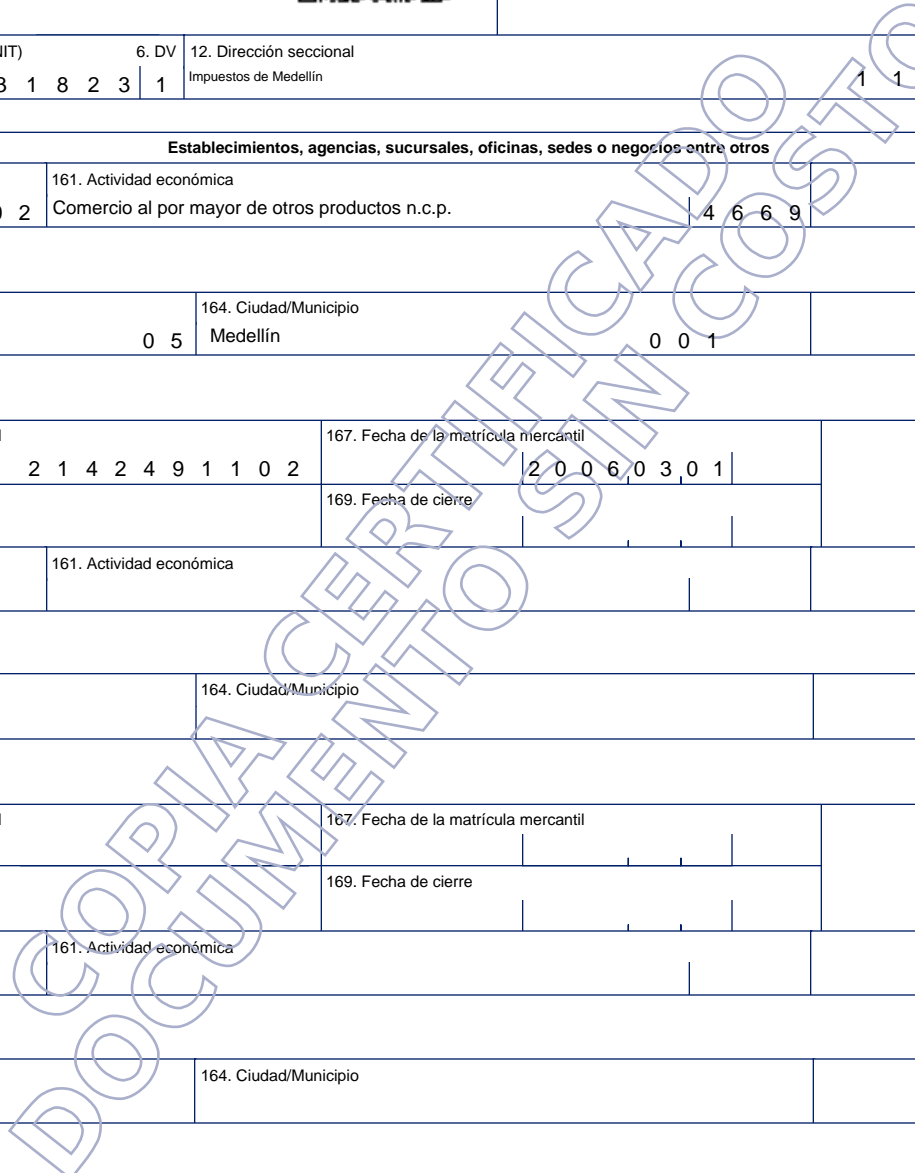 NIT) 6. DV 12. Dirección seccional
3 1 8 2 3 1 Impuestos de Medellín 1 1
Establecimientos, agencias, sucursales, oficinas, sedes o negocios entre otros
161. Actividad económica
0 2 Comercio al por mayor de otros productos n.c.p. 4 6 6 9
164. Ciudad/Municipio
0 5 Medellín 0 0 1
167. Fecha de la matrícula mercantil
2 1 4 2 4 9 1 1 0 2 2 0 0 6 0 3 0 1
169. Fecha de cierre
161. Actividad económica
164. Ciudad/Municipio
167. Fecha de la matrícula mercantil
169. Fecha de cierre
161. Actividad económica
164. Ciudad/Municipio
COPIA CERTIFICADO
DOCUMENTO SIN COSTO